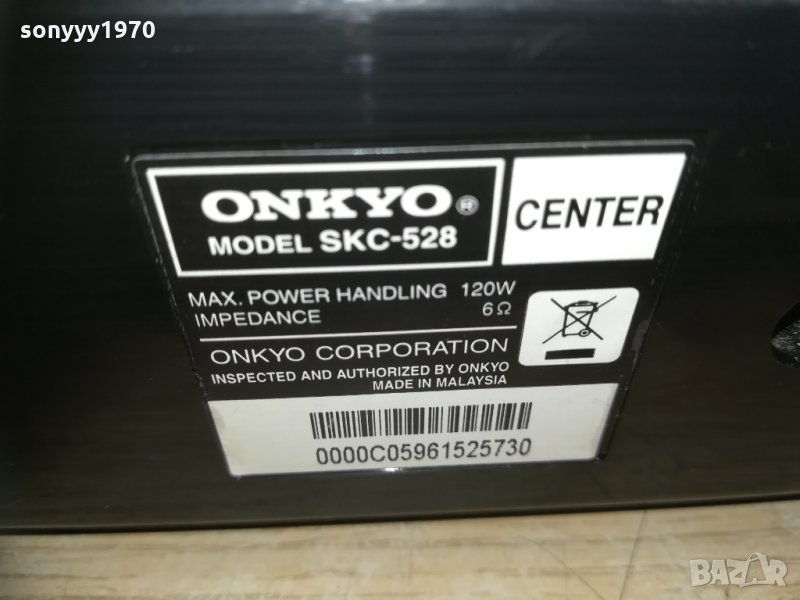 sonyyy1970
ONKYO®
MODEL SKC-528
CENTER
MAX. POWER HANDLING 120W
IMPEDANCE 6Ω
ONKYO CORPORATION
INSPECTED AND AUTHORIZED BY ONKYO
MADE IN MALAYSIA
0000C05961525730
BAZAR